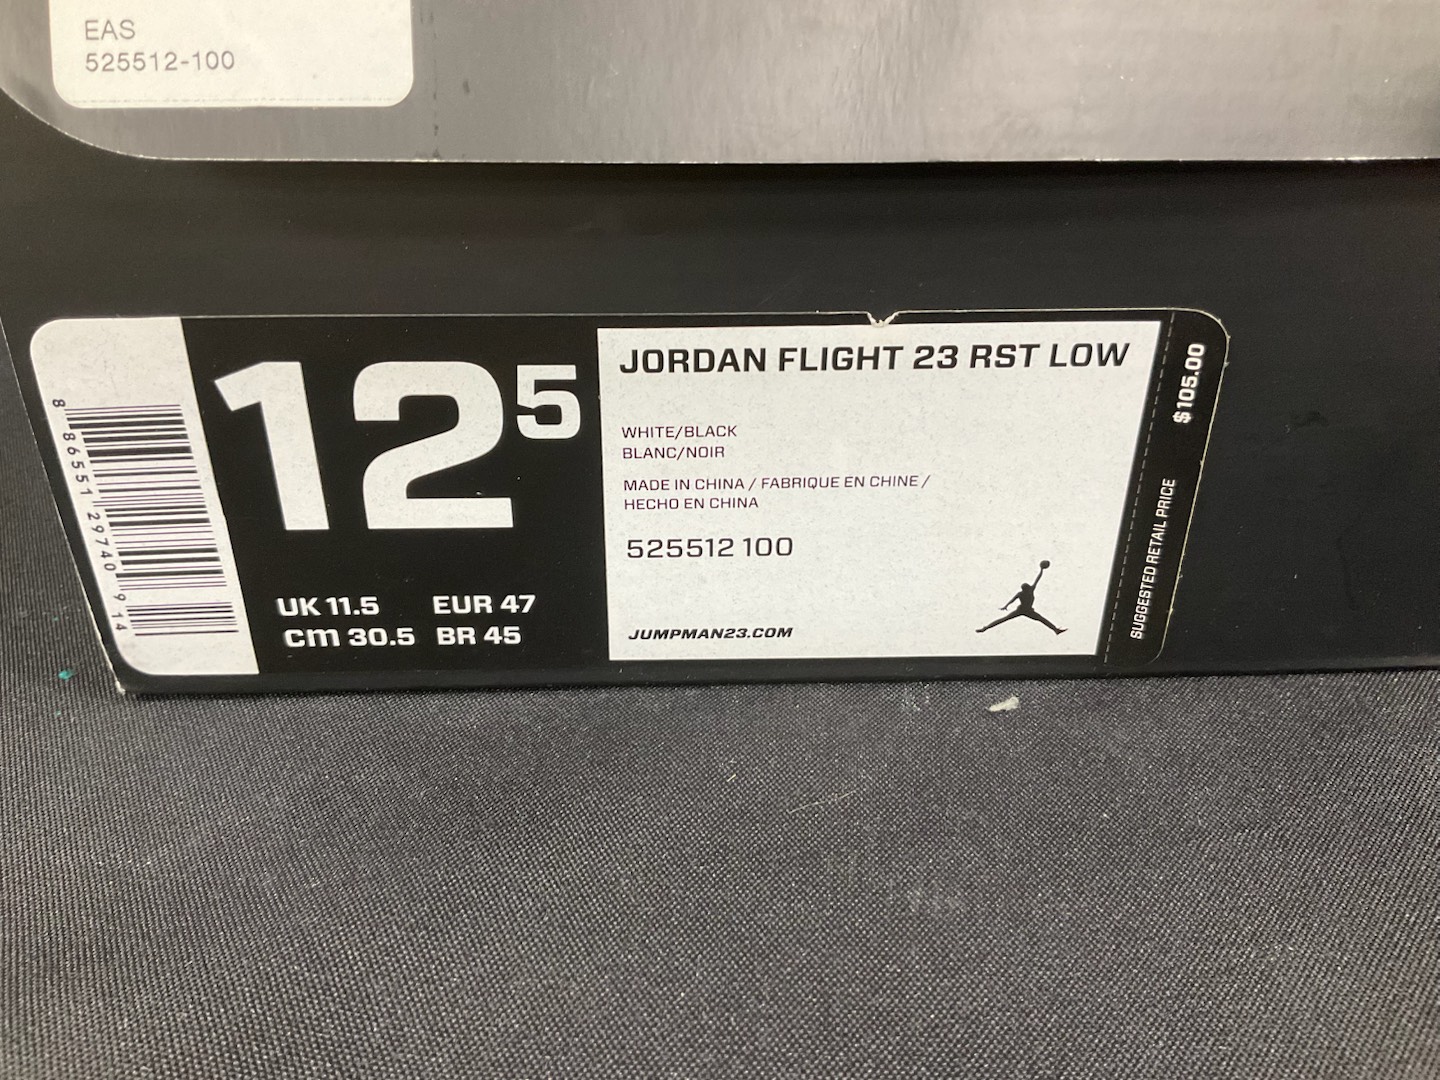 EAS
525512-100
8 86551 29740 914
12 5
UK 11.5 EUR 47
cm 30.5 BR 45
JORDAN FLIGHT 23 RST LOW
WHITE/BLACK
BLANC/NOIR
MADE IN CHINA / FABRIQUE EN CHINE /
HECHO EN CHINA
525512 100
JUMPMAN23.COM
SUGGESTED RETAIL PRICE $105.00